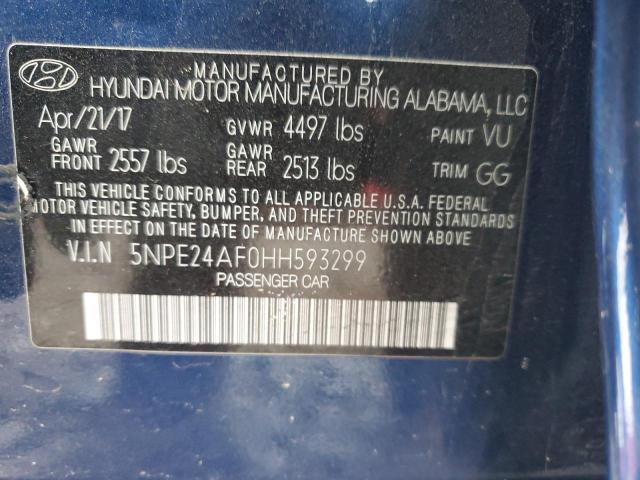 MANUFACTURED BY
HYUNDAI MOTOR MANUFACTURING ALABAMA, LLC
Apr/21/17 GVWR 4497 lbs PAINT VU
GAWR FRONT 2557 lbs GAWR REAR 2513 lbs TRIM GG
THIS VEHICLE CONFORMS TO ALL APPLICABLE U.S.A. FEDERAL
MOTOR VEHICLE SAFETY, BUMPER, AND THEFT PREVENTION STANDARDS
IN EFFECT ON THE DATE OF MANUFACTURE SHOWN ABOVE.
V.I.N 5NPE24AF0HH593299
PASSENGER CAR